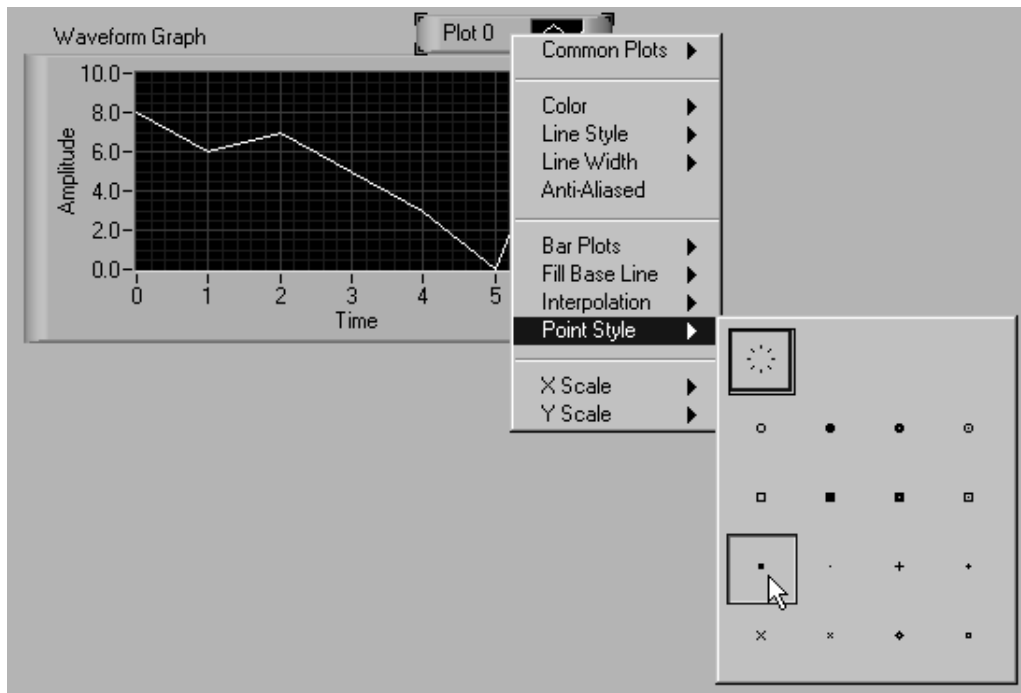 Waveform Graph
Plot 0
10.0
8.0
6.0
4.0
2.0
0.0
Amplitude
0 1 2 3 4 5
Time
Common Plots
Color
Line Style
Line Width
Anti-Aliased
Bar Plots
Fill Base Line
Interpolation
Point Style
X Scale
Y Scale